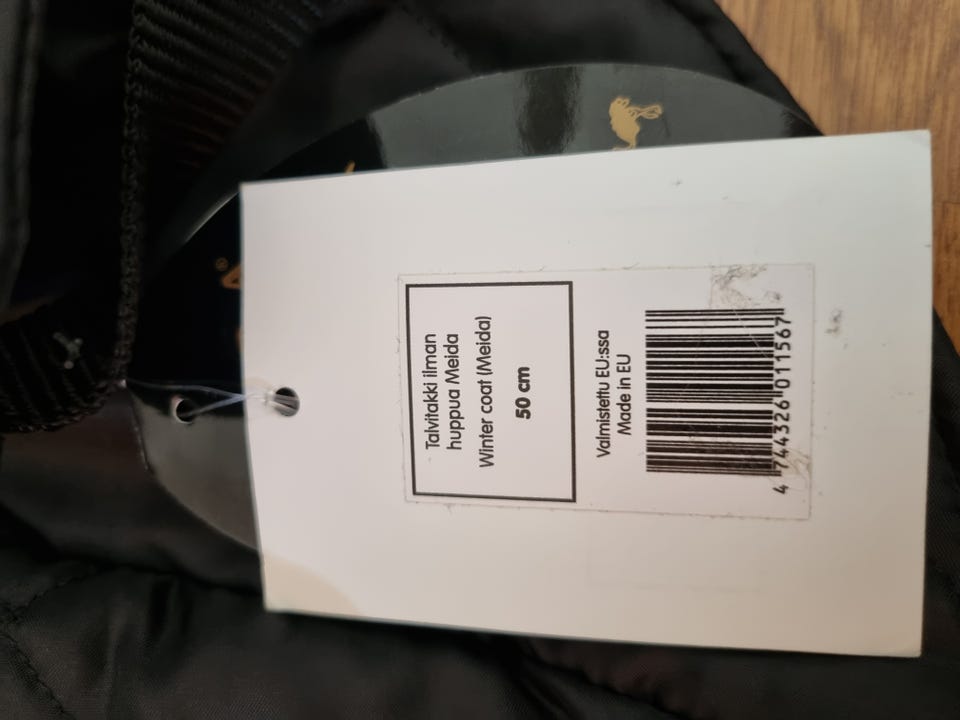 Talvitakki ilman
huppua Meida
Winter coat (Meida)
50 cm
Valmistettu EU:ssa
Made in EU
4 744326 011567